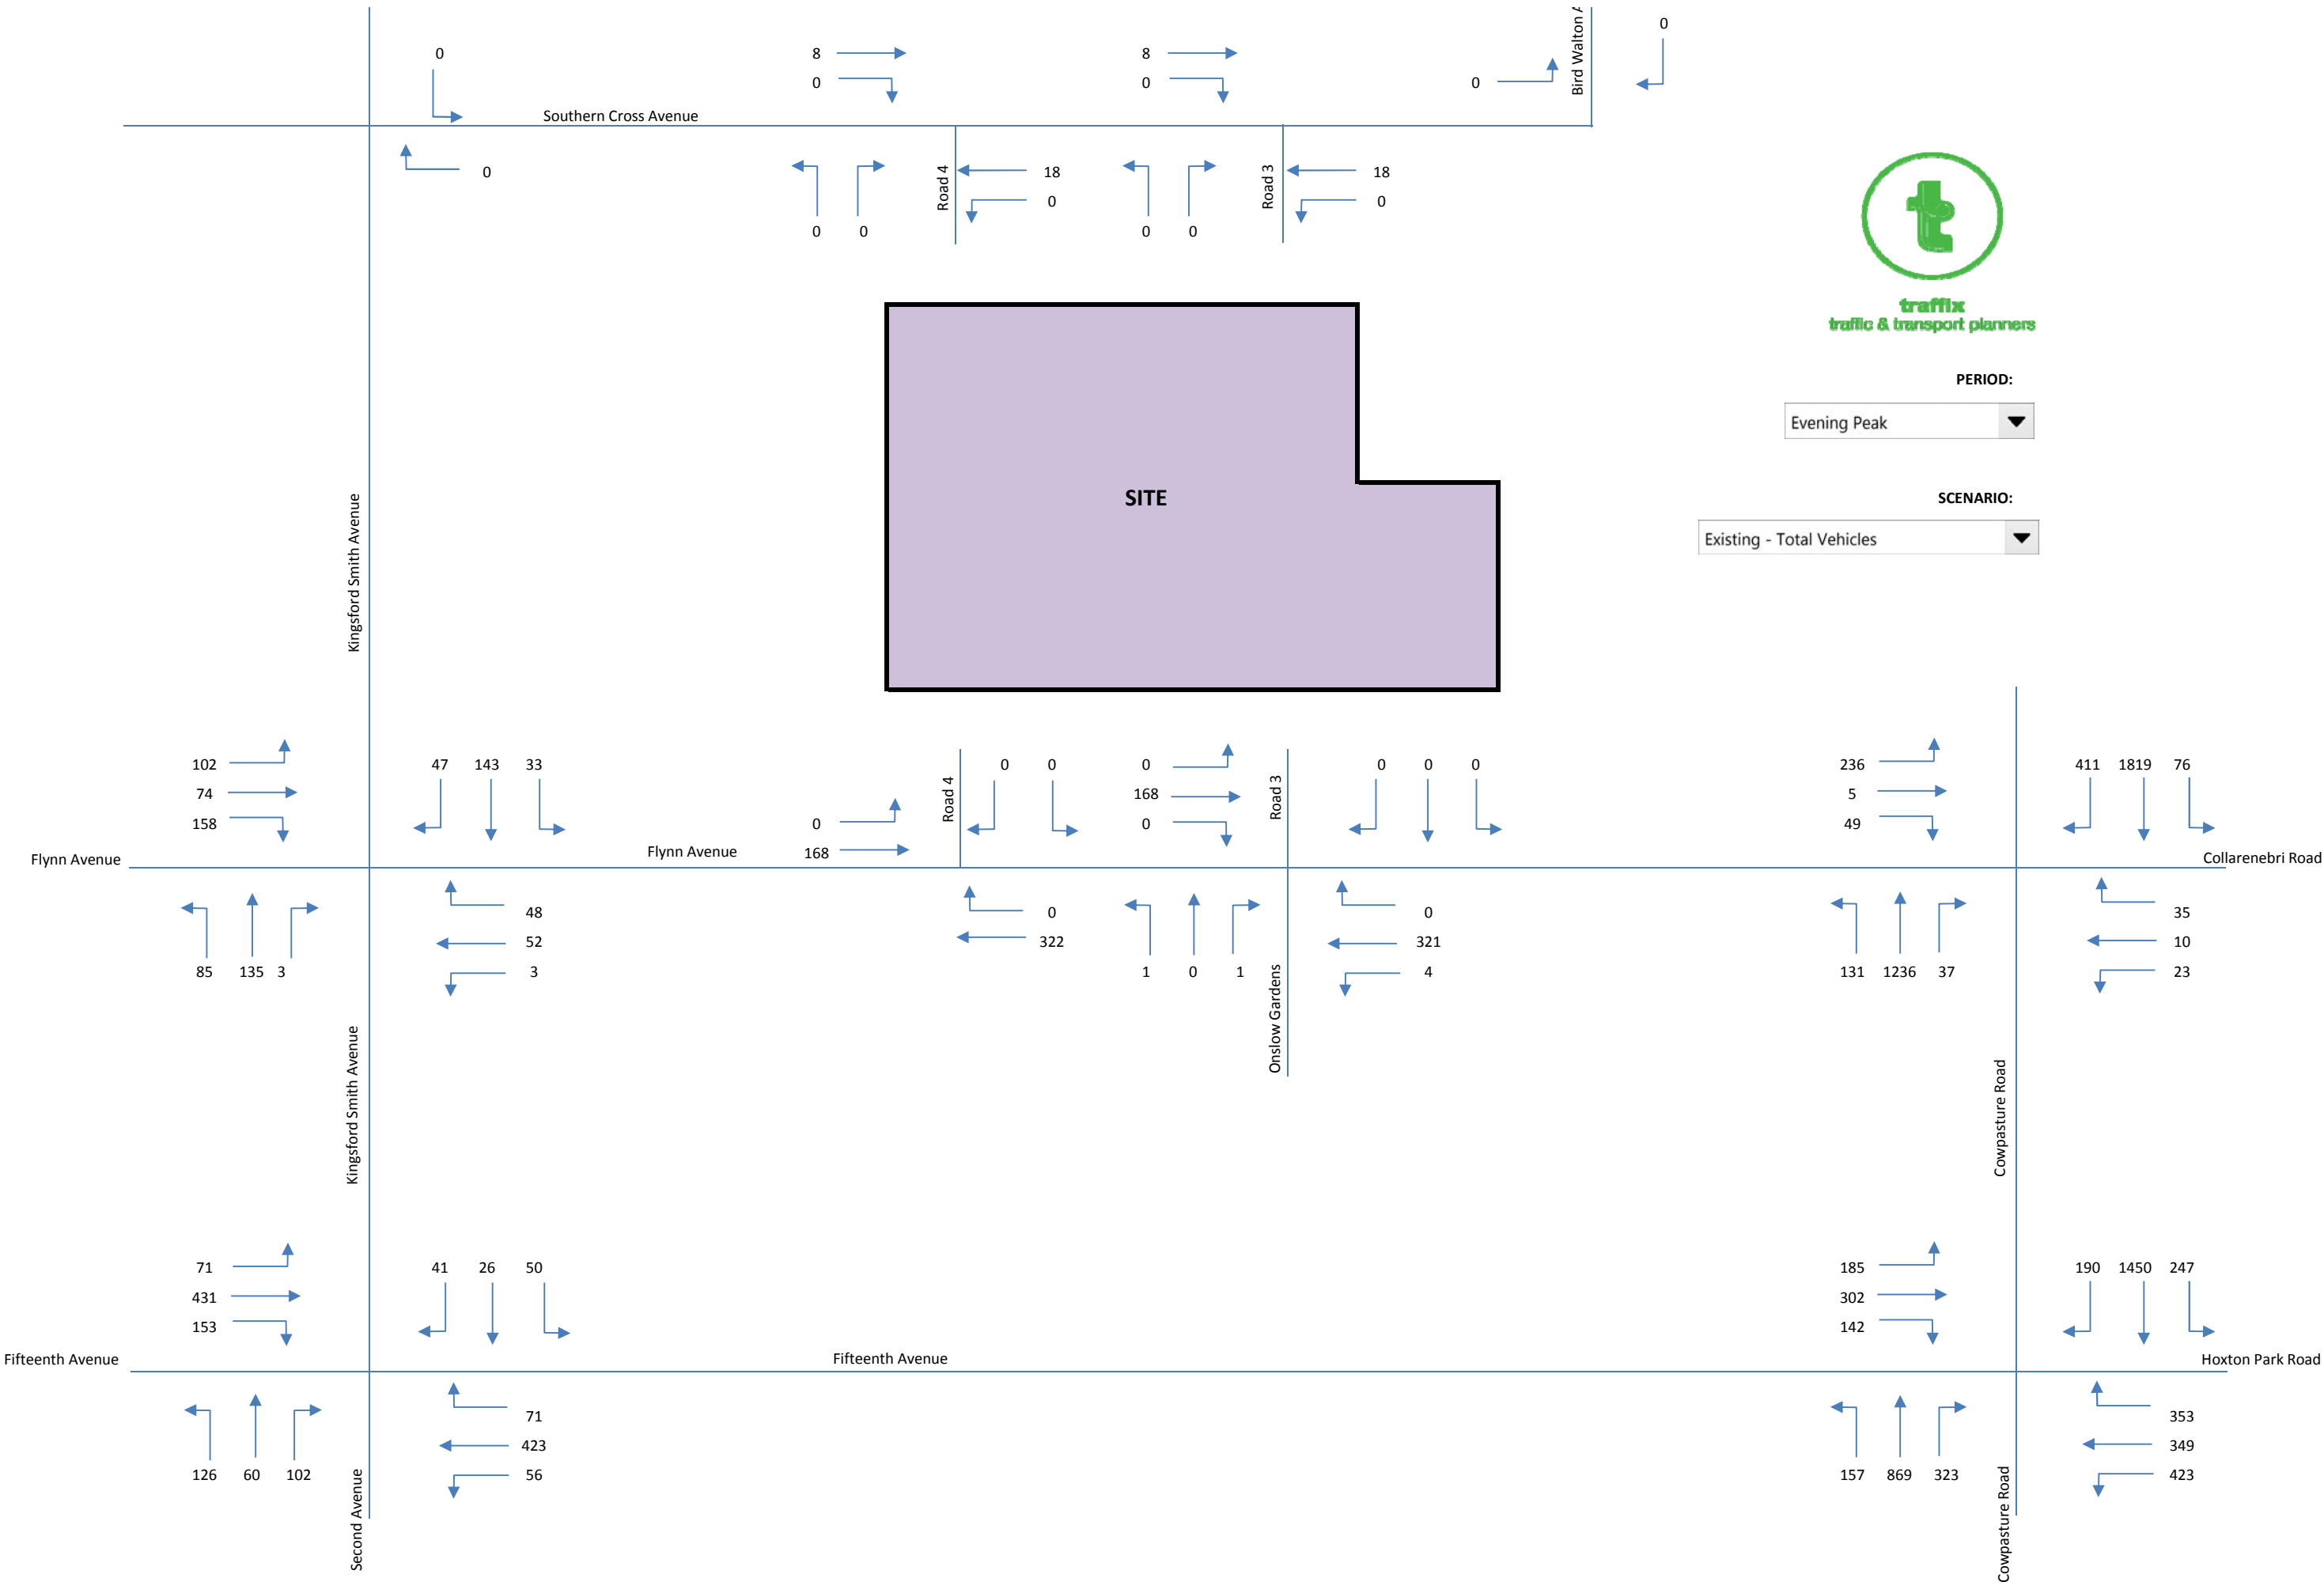 0
8
8
Bird Walton A
0
0
0
0
Southern Cross Avenue
0
Road 4
18
0
Road 3
18
0
0
0
0
0
traffix
traffic & transport planners
PERIOD:
Evening Peak
SCENARIO:
Existing - Total Vehicles
SITE
Kingsford Smith Avenue
102
74
158
47 143 33
0
168
Road 4
0 0
0
168
0
Road 3
0 0 0
236
5
49
411 1819 76
Flynn Avenue
Flynn Avenue
Collarenebri Road
85 135 3
48
52
3
0
322
1 0 1
Onslow Gardens
0
321
4
131 1236 37
35
10
23
Kingsford Smith Avenue
Cowpasture Road
71
431
153
41 26 50
185
302
142
190 1450 247
Fifteenth Avenue
Fifteenth Avenue
Hoxton Park Road
126 60 102
71
423
56
157 869 323
353
349
423
Second Avenue
Cowpasture Road